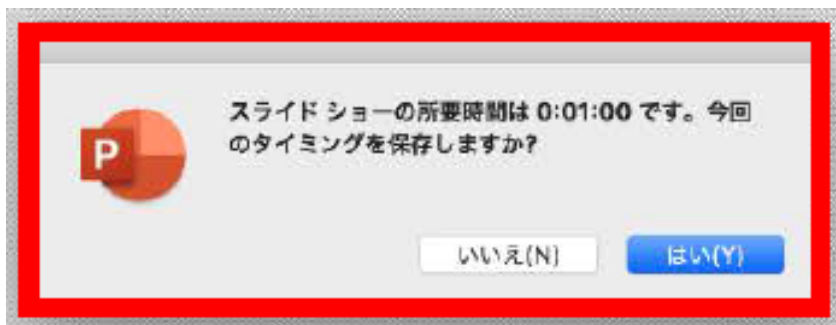 スライド ショーの所要時間は 0:01:00 です。今回
のタイミングを保存しますか?
P
いいえ(N)
はい(Y)